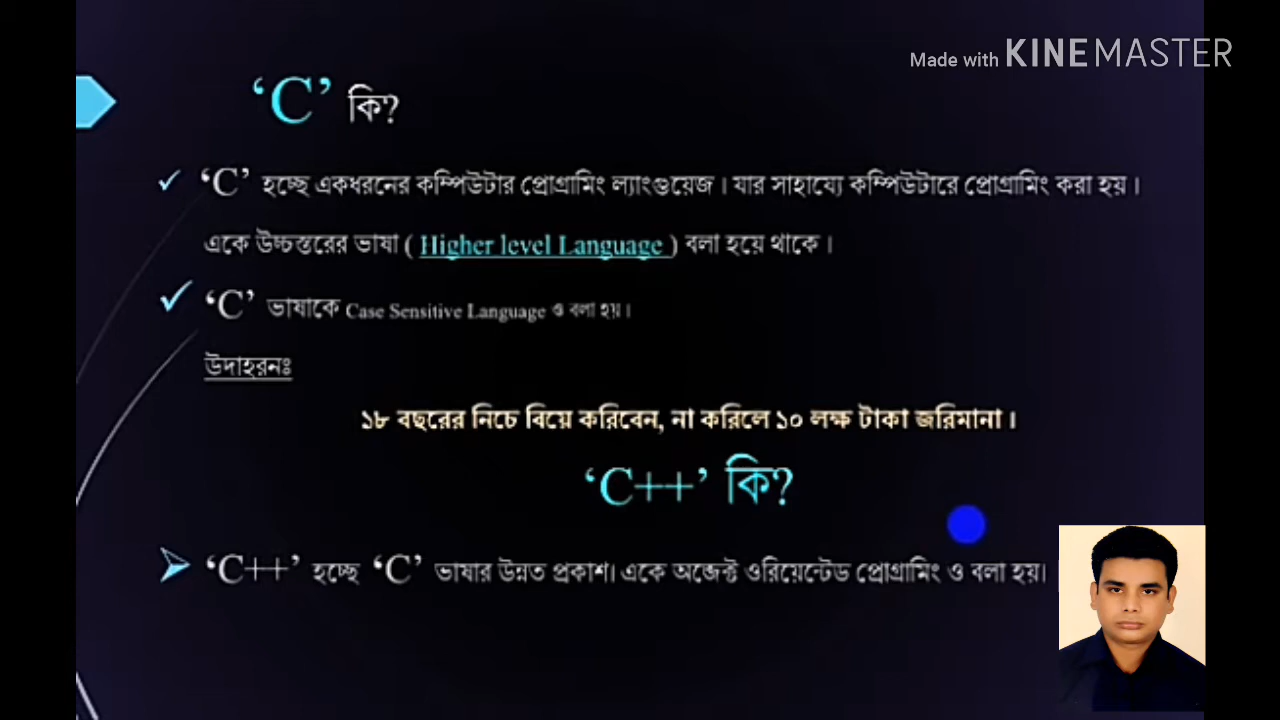 Made with KINEMASTER
‘C’ কি?
‘C’ হচ্ছে একধরনের কম্পিউটার প্রোগ্রামিং ল্যাংগুয়েজ। যার সাহায্যে কম্পিউটারে প্রোগ্রামিং করা হয়।
একে উচ্চস্তরের ভাষা ( Higher level Language ) বলা হয়ে থাকে।
‘C’ ভাষাকে Case Sensitive Language ও বলা হয়।
উদাহরনঃ
১৮ বছরের নিচে বিয়ে করিবেন, না করিলে ১০ লক্ষ টাকা জরিমানা।
‘C++’ কি?
‘C++’ হচ্ছে ‘C’ ভাষার উন্নত প্রকাশ। একে অব্জেক্ট ওরিয়েন্টেড প্রোগ্রামিং ও বলা হয়।